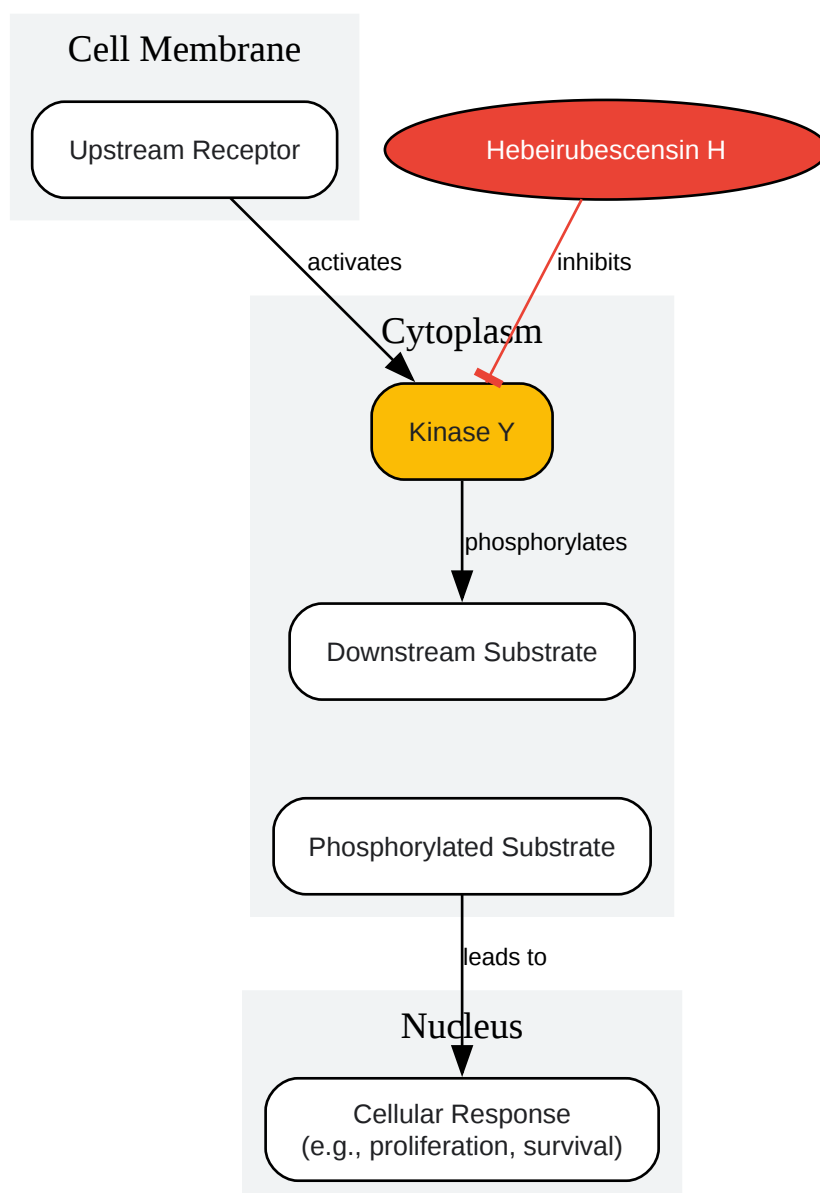 Cell Membrane
Upstream Receptor
Hebeirubescensin H
activates
inhibits
Cytoplasm
Kinase Y
phosphorylates
Downstream Substrate
Phosphorylated Substrate
leads to
Nucleus
Cellular Response
(e.g., proliferation, survival)